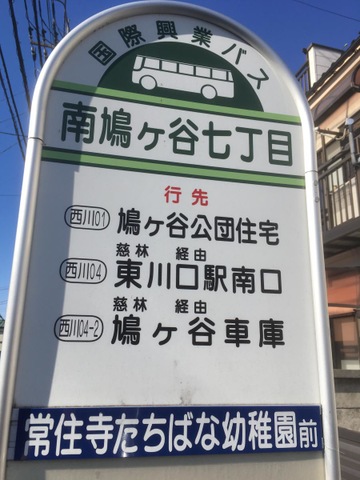 国際興業バス
南鳩ヶ谷七丁目
行先
西川01 鳩ヶ谷公団住宅
慈林 経由
西川04 東川口駅南口
慈林 経由
西川04-2 鳩ヶ谷車庫
常住寺たちばな幼稚園前